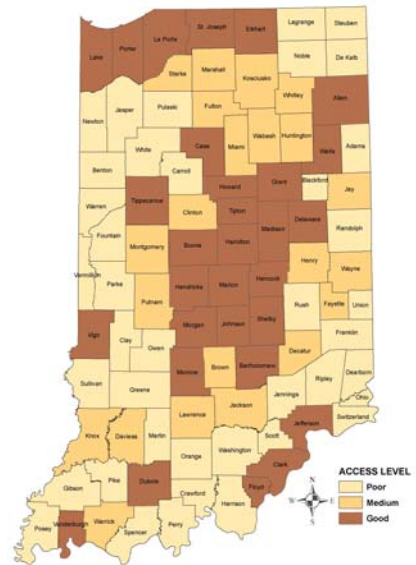 St. Joseph
Elkhart
Lagrange
Steuben
Lake
Porter
La Porte
Noble
De Kalb
Starke
Marshall
Kosciusko
Whitley
Allen
Newton
Jasper
Pulaski
Fulton
Wabash
Huntington
Miami
Wells
Adams
White
Cass
Benton
Carroll
Howard
Grant
Blackford
Jay
Warren
Tippecanoe
Clinton
Tipton
Delaware
Randolph
Fountain
Montgomery
Boone
Hamilton
Madison
Vermillion
Parke
Putnam
Hendricks
Marion
Hancock
Henry
Wayne
Rush
Fayette
Union
Vigo
Clay
Owen
Morgan
Johnson
Shelby
Franklin
Decatur
Sullivan
Greene
Monroe
Brown
Bartholomew
Ripley
Dearborn
Ohio
Jennings
Switzerland
Knox
Daviess
Martin
Lawrence
Jackson
Jefferson
Scott
Washington
Orange
Clark
Gibson
Pike
Dubois
Crawford
Floyd
Harrison
Posey
Vanderburgh
Warrick
Spencer
Perry
ACCESS LEVEL
Poor
Medium
Good
N
W E
S